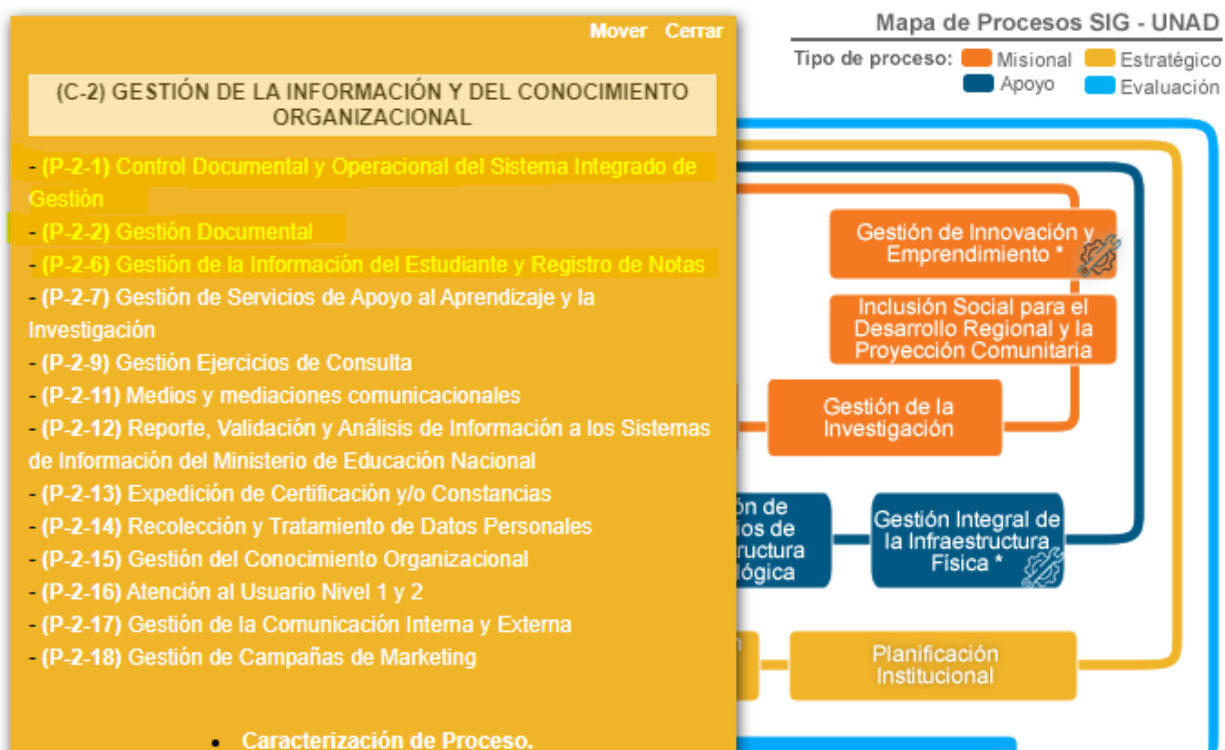 Mover Cerrar
(C-2) GESTIÓN DE LA INFORMACIÓN Y DEL CONOCIMIENTO
ORGANIZACIONAL
- (P-2-1) Control Documental y Operacional del Sistema Integrado de
Gestión
- (P-2-2) Gestión Documental
- (P-2-6) Gestión de la Información del Estudiante y Registro de Notas
- (P-2-7) Gestión de Servicios de Apoyo al Aprendizaje y la
Investigación
- (P-2-9) Gestión Ejercicios de Consulta
- (P-2-11) Medios y mediaciones comunicacionales
- (P-2-12) Reporte, Validación y Análisis de Información a los Sistemas
de Información del Ministerio de Educación Nacional
- (P-2-13) Expedición de Certificación y/o Constancias
- (P-2-14) Recolección y Tratamiento de Datos Personales
- (P-2-15) Gestión del Conocimiento Organizacional
- (P-2-16) Atención al Usuario Nivel 1 y 2
- (P-2-17) Gestión de la Comunicación Interna y Externa
- (P-2-18) Gestión de Campañas de Marketing
• Caracterización de Proceso.
Mapa de Procesos SIG - UNAD
Tipo de proceso: Misional Estratégico
Apoyo Evaluación
Gestión de Innovación y
Emprendimiento *
Inclusión Social para el
Desarrollo Regional y la
Proyección Comunitaria
Gestión de la
Investigación
ón de
ios de
ructura
lógica
Gestión Integral de
la Infraestructura
Física *
Planificación
Institucional